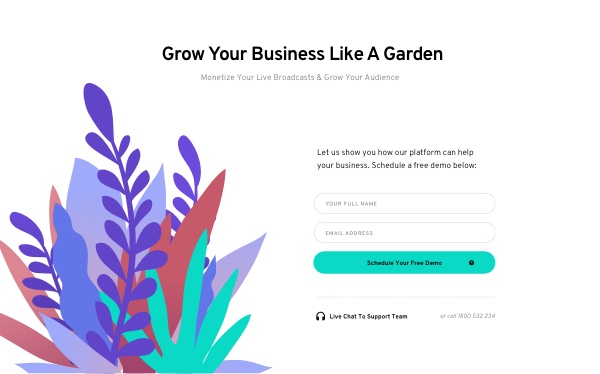 Grow Your Business Like A Garden
Monetize Your Live Broadcasts & Grow Your Audience
Let us show you how our platform can help
your business. Schedule a free demo below:
YOUR FULL NAME
EMAIL ADDRESS
Schedule Your Free Demo
Live Chat To Support Team
or call 1800 532 234